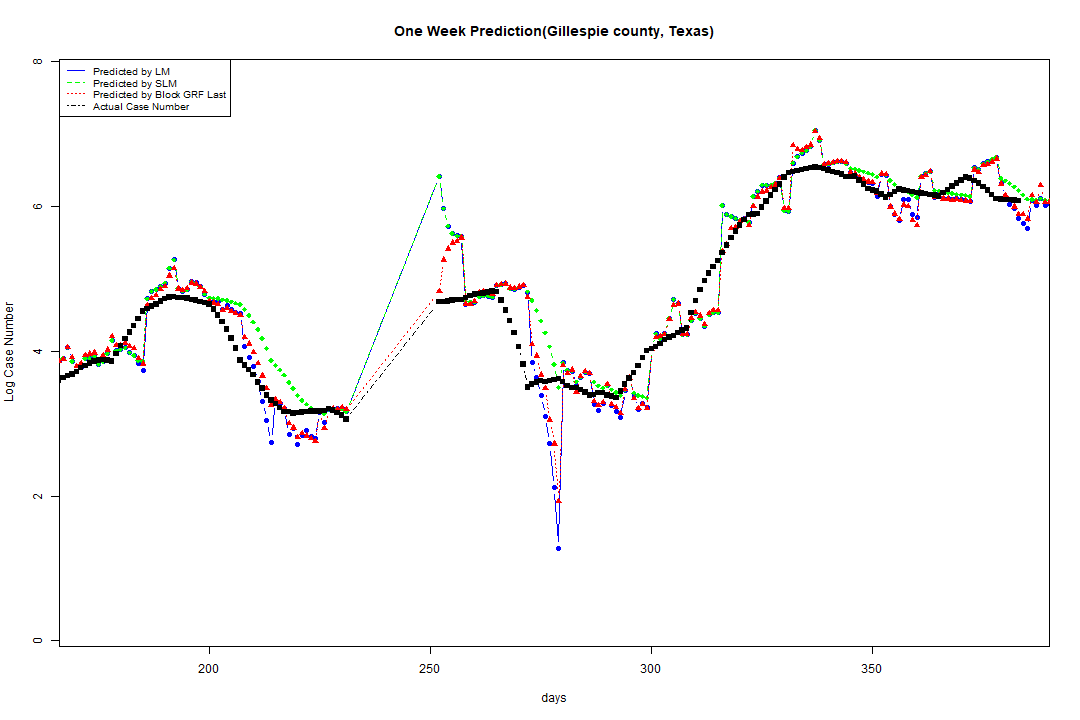 One Week Prediction(Gillespie county, Texas)
Predicted by LM
Predicted by SLM
Predicted by Block GRF Last
Actual Case Number
Log Case Number
8
6
4
2
0
200
250
300
350
days